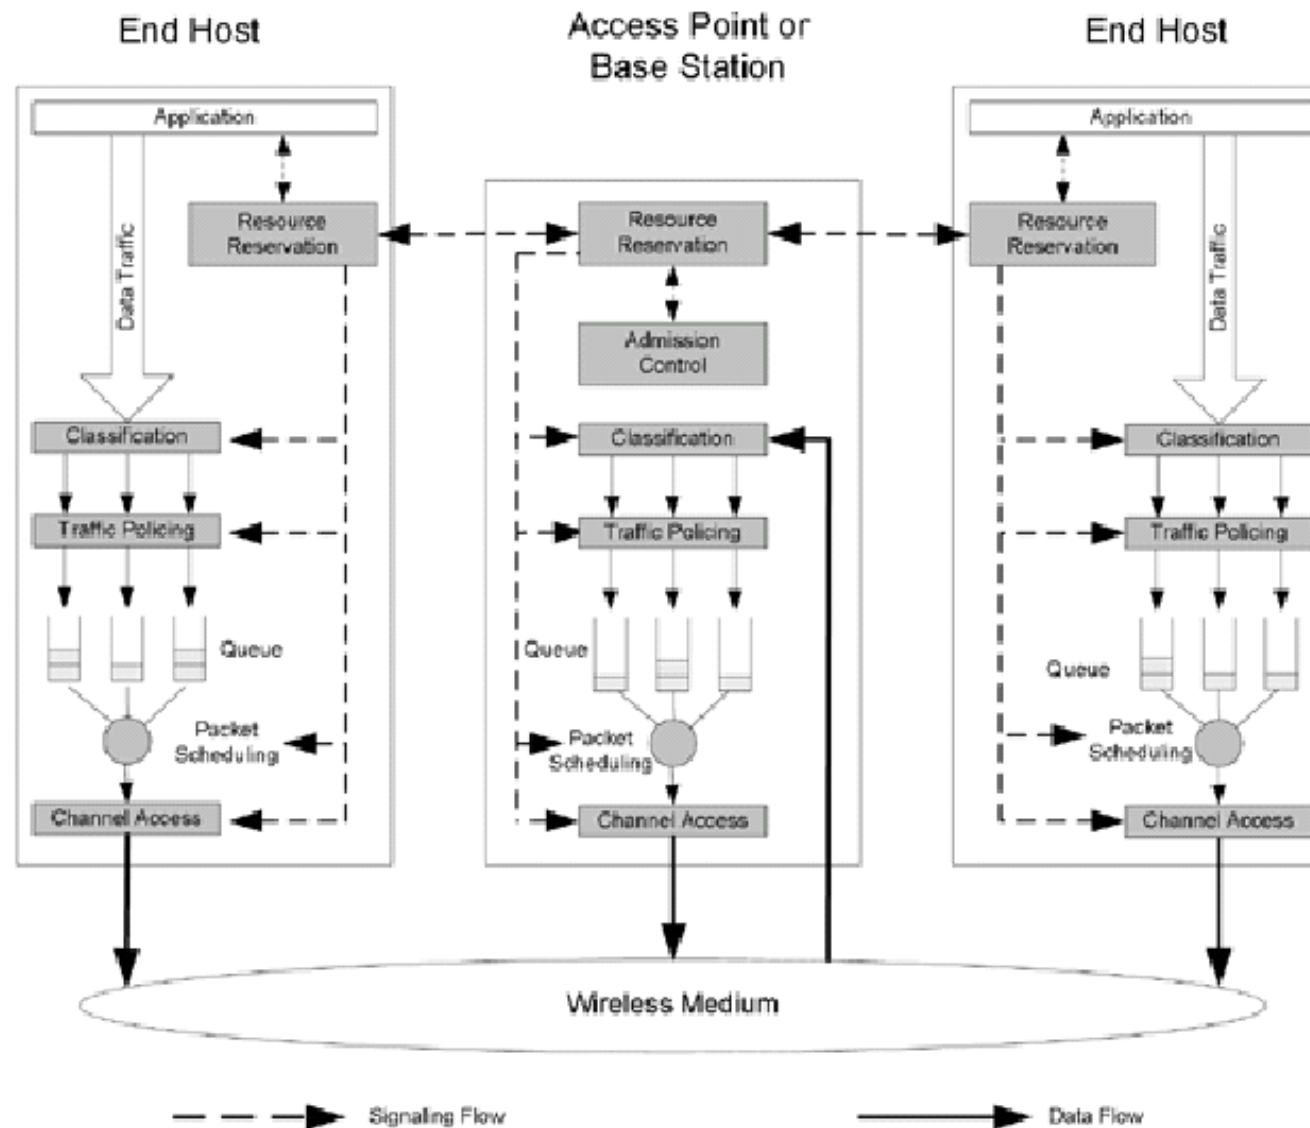 End Host
Access Point or
Base Station
End Host
Application
Data Traffic
Resource
Reservation
Classification
Traffic Policing
Queue
Packet
Scheduling
Channel Access
Resource
Reservation
Admission
Control
Classification
Traffic Policing
Queue
Packet
Scheduling
Channel Access
Application
Resource
Reservation
Data Traffic
Classification
Traffic Policing
Queue
Packet
Scheduling
Channel Access
Wireless Medium
Signaling Flow
Data Flow